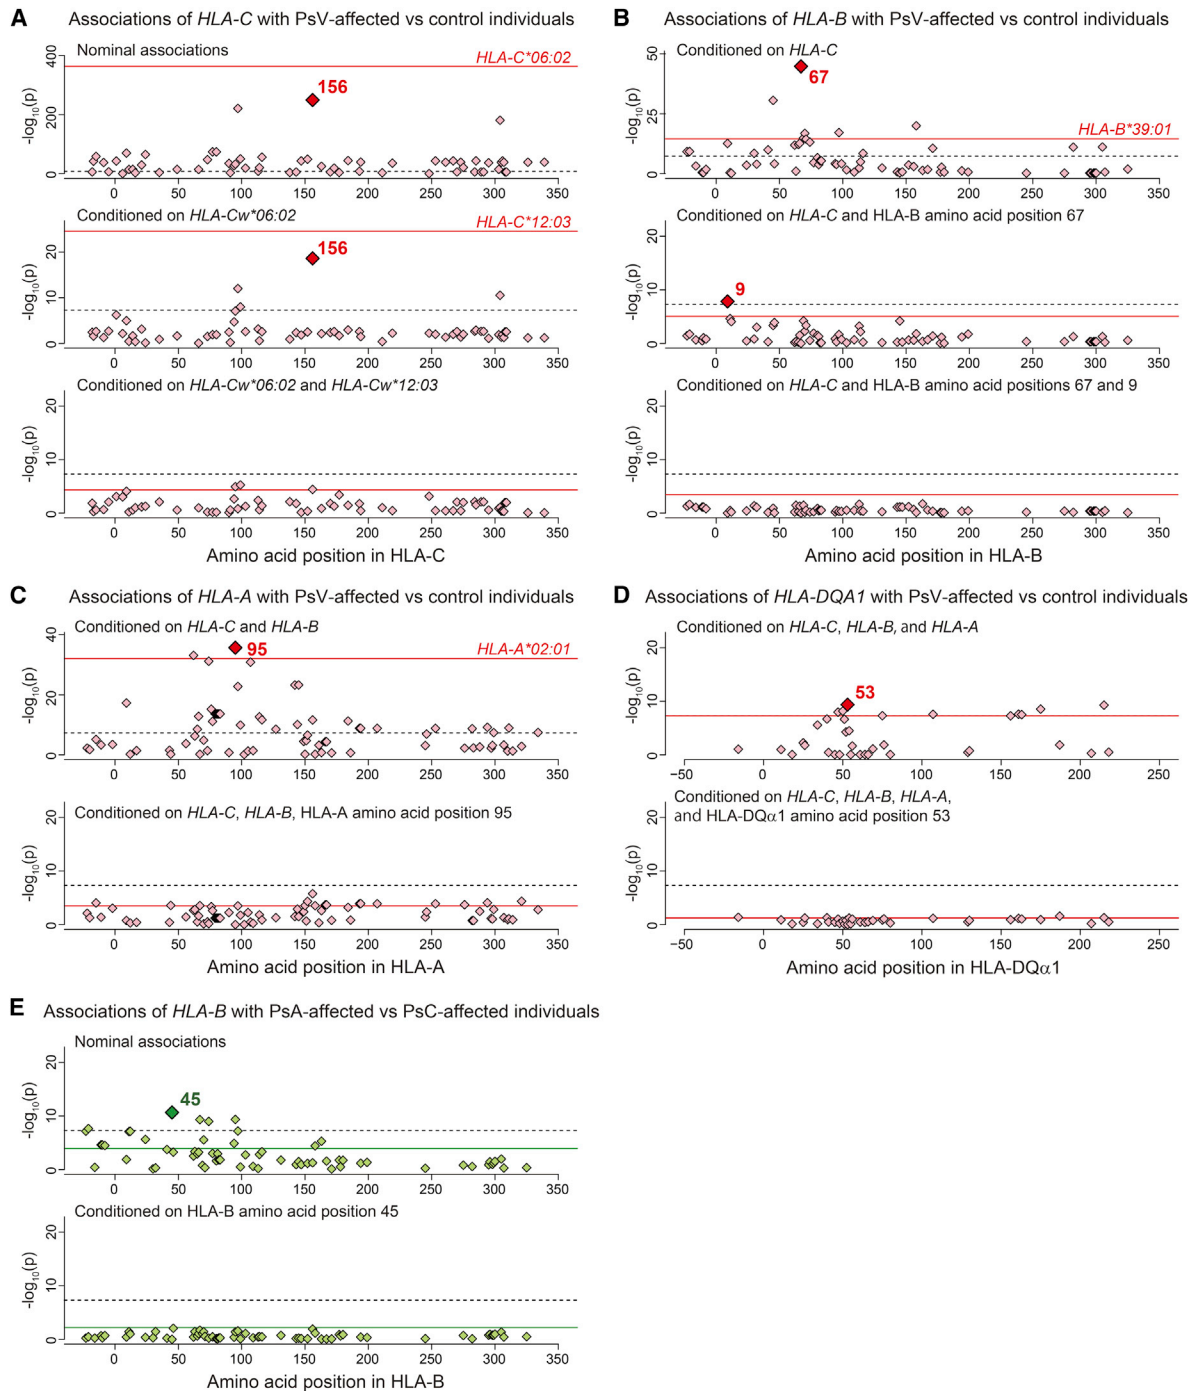 A Associations of HLA-C with PsV-affected vs control individuals
Nominal associations
HLA-C*06:02
156
-log10(p)
0 200 400
0 50 100 150 200 250 300 350
Conditioned on HLA-Cw*06:02
HLA-C*12:03
156
-log10(p)
0 10 20
0 50 100 150 200 250 300 350
Conditioned on HLA-Cw*06:02 and HLA-Cw*12:03
-log10(p)
0 10 20
0 50 100 150 200 250 300 350
Amino acid position in HLA-C
B Associations of HLA-B with PsV-affected vs control individuals
Conditioned on HLA-C
67
HLA-B*39:01
-log10(p)
0 25 50
0 50 100 150 200 250 300 350
Conditioned on HLA-C and HLA-B amino acid position 67
9
-log10(p)
0 10 20
0 50 100 150 200 250 300 350
Conditioned on HLA-C and HLA-B amino acid positions 67 and 9
-log10(p)
0 10 20
0 50 100 150 200 250 300 350
Amino acid position in HLA-B
C Associations of HLA-A with PsV-affected vs control individuals
Conditioned on HLA-C and HLA-B
95
HLA-A*02:01
-log10(p)
0 20 40
0 50 100 150 200 250 300 350
Conditioned on HLA-C, HLA-B, HLA-A amino acid position 95
-log10(p)
0 10 20
0 50 100 150 200 250 300 350
Amino acid position in HLA-A
D Associations of HLA-DQA1 with PsV-affected vs control individuals
Conditioned on HLA-C, HLA-B, and HLA-A
53
-log10(p)
0 10 20
−50 0 50 100 150 200 250
Conditioned on HLA-C, HLA-B, HLA-A,
and HLA-DQα1 amino acid position 53
-log10(p)
0 10 20
−50 0 50 100 150 200 250
Amino acid position in HLA-DQα1
E Associations of HLA-B with PsA-affected vs PsC-affected individuals
Nominal associations
45
-log10(p)
0 10 20
0 50 100 150 200 250 300 350
Conditioned on HLA-B amino acid position 45
-log10(p)
0 10 20
0 50 100 150 200 250 300 350
Amino acid position in HLA-B